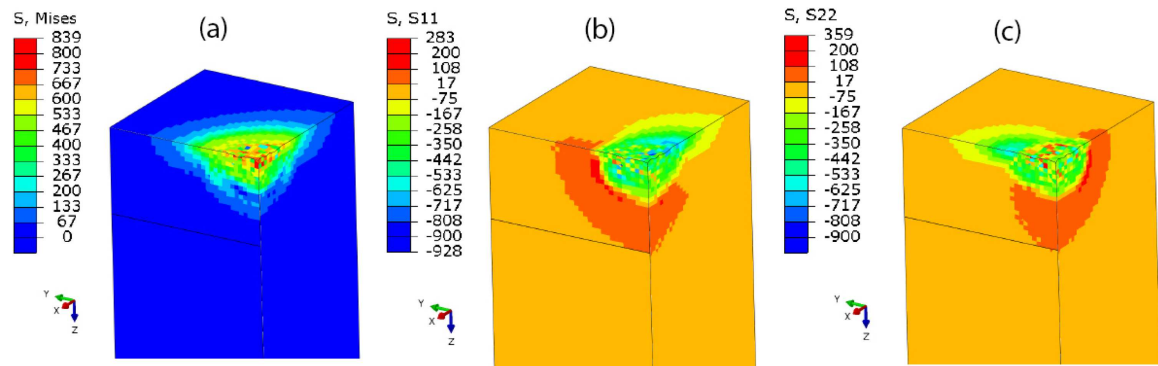 S, Mises
839
800
733
667
600
533
467
400
333
267
200
133
67
0
(a)
Y
X
Z
S, S11
283
200
108
17
-75
-167
-258
-350
-442
-533
-625
-717
-808
-900
-928
(b)
Y
X
Z
S, S22
359
200
108
17
-75
-167
-258
-350
-442
-533
-625
-717
-808
-900
(c)
Y
X
Z